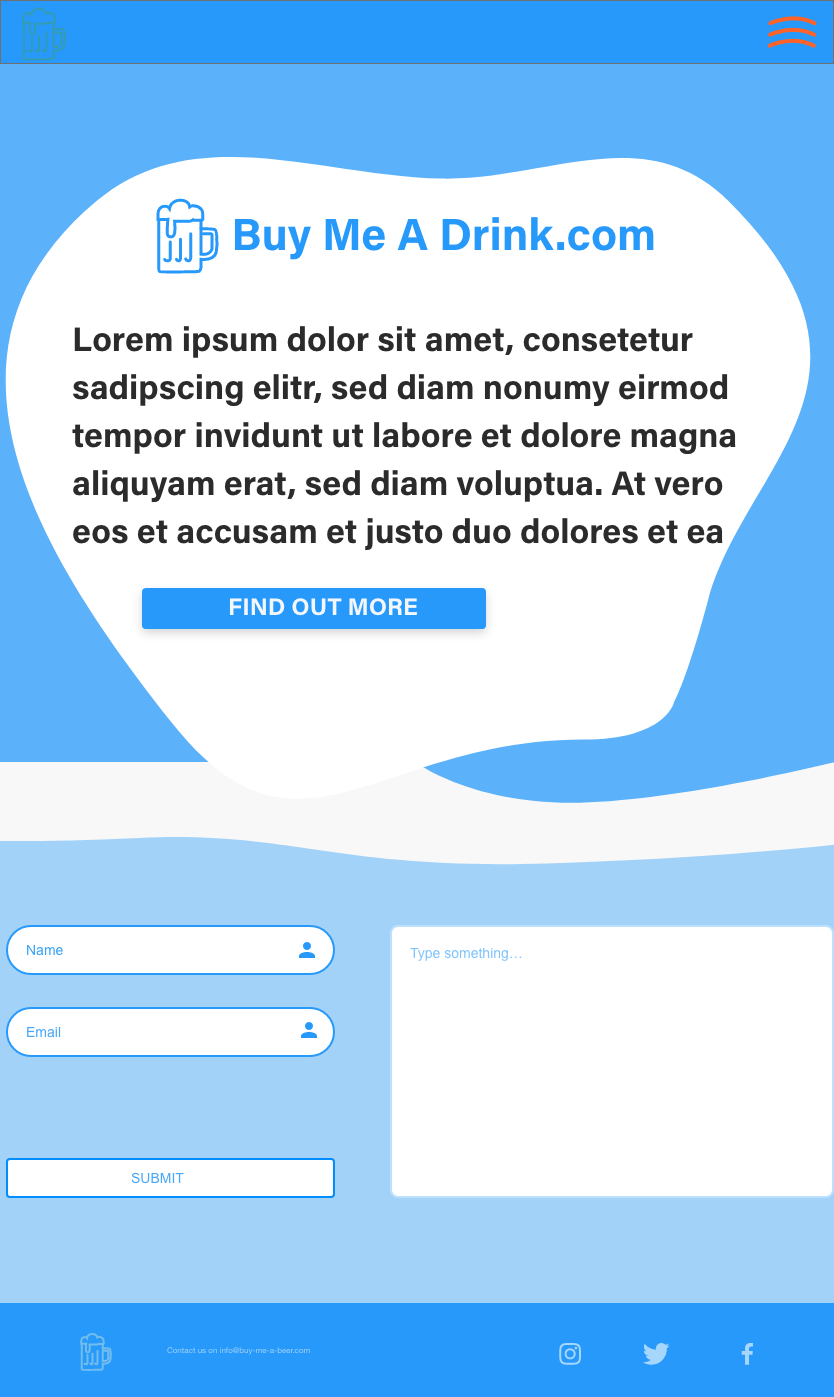 Buy Me A Drink.com
Lorem ipsum dolor sit amet, consetetur
sadipscing elitr, sed diam nonumy eirmod
tempor invidunt ut labore et dolore magna
aliquyam erat, sed diam voluptua. At vero
eos et accusam et justo duo dolores et ea
FIND OUT MORE
Name
Type something...
Email
SUBMIT
Contact us on info@buy-me-a-beer.com